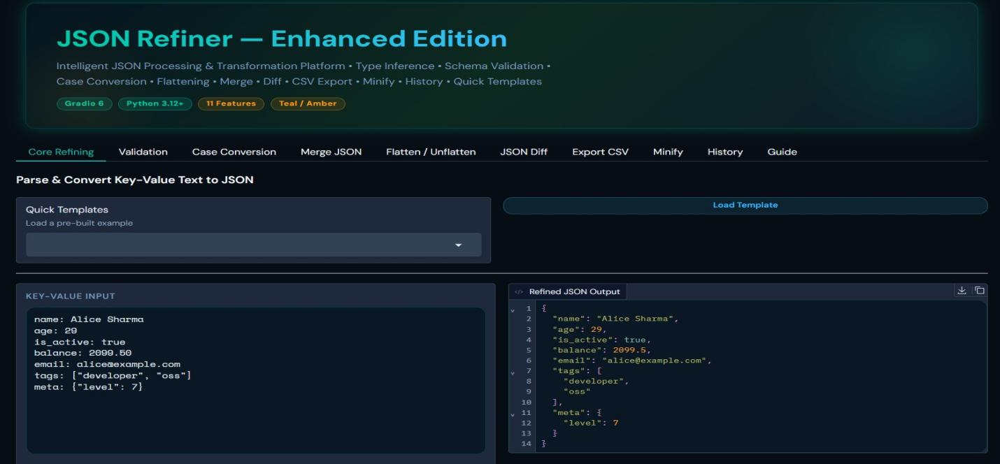 JSON Refiner — Enhanced Edition
Intelligent JSON Processing & Transformation Platform • Type Inference • Schema Validation •
Case Conversion • Flattening • Merge • Diff • CSV Export • Minify • History • Quick Templates
Gradio 6 Python 3.12+ 11 Features Teal / Amber
Core Refining Validation Case Conversion Merge JSON Flatten / Unflatten JSON Diff Export CSV Minify History Guide
Parse & Convert Key-Value Text to JSON
Quick Templates
Load a pre-built example
Load Template
KEY-VALUE INPUT
name: Alice Sharma
age: 29
is_active: true
balance: 2099.50
email: alice@example.com
tags: ["developer", "oss"]
meta: {"level": 7}
</> Refined JSON Output
1 {
2 "name": "Alice Sharma",
3 "age": 29,
4 "is_active": true,
5 "balance": 2099.5,
6 "email": "alice@example.com",
7 "tags": [
8 "developer",
9 "oss"
10 ],
11 "meta": {
12 "level": 7
13 }
14 }